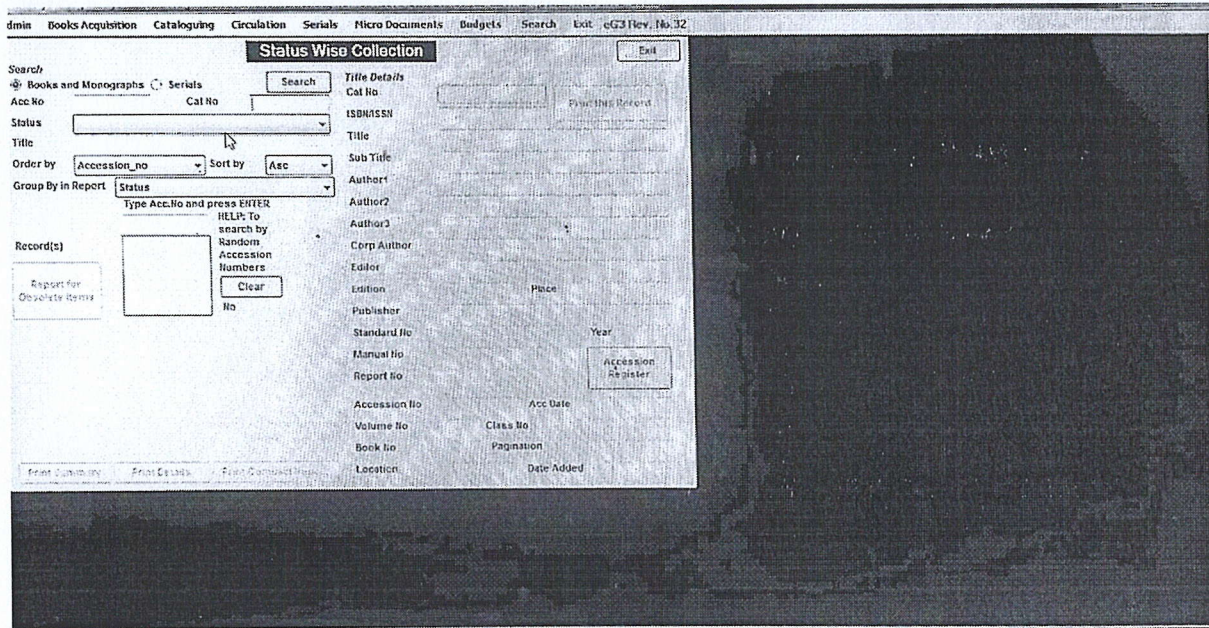 dmin Books Acquisition Cataloguing Circulation Serials Micro Documents Budgets Search Exit eG3 Rev. No.32
Status Wise Collection
Exit
Search
Books and Monographs Serials
Search
Acc No Cat No
Status
Title
Order by Accession_no Sort by Asc
Group By in Report Status
Type Acc.No and press ENTER
HELP: To
search by
Random
Accession
Numbers
Record(s)
Clear
No
Report for
Obsolete Items
Print Summary Print Details Print Compact
Title Details
Cat No
Print this Record
ISBN/ISSN
Title
Sub Title
Author1
Author2
Author3
Corp Author
Editor
Edition Place
Publisher
Standard No Year
Manual No
Report No
Accession
Register
Accession No Acc Date
Volume No Class No
Book No Pagination
Location Date Added